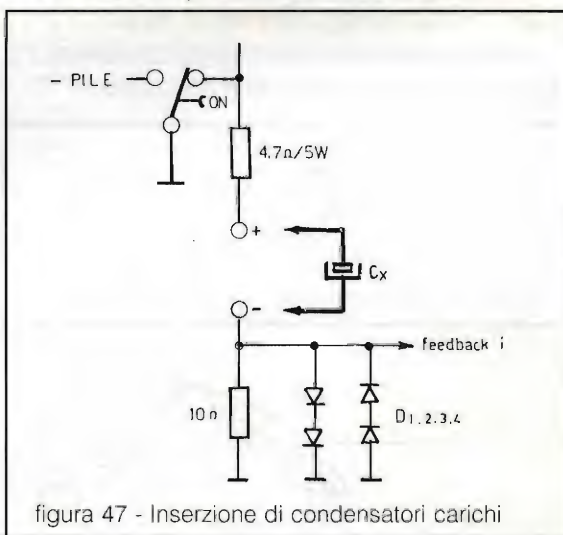 - PILE
ON
4.7Ω/5W
+
Cx
-
feedback i
10Ω
D1.2.3.4
figura 47 - Inserzione di condensatori carichi